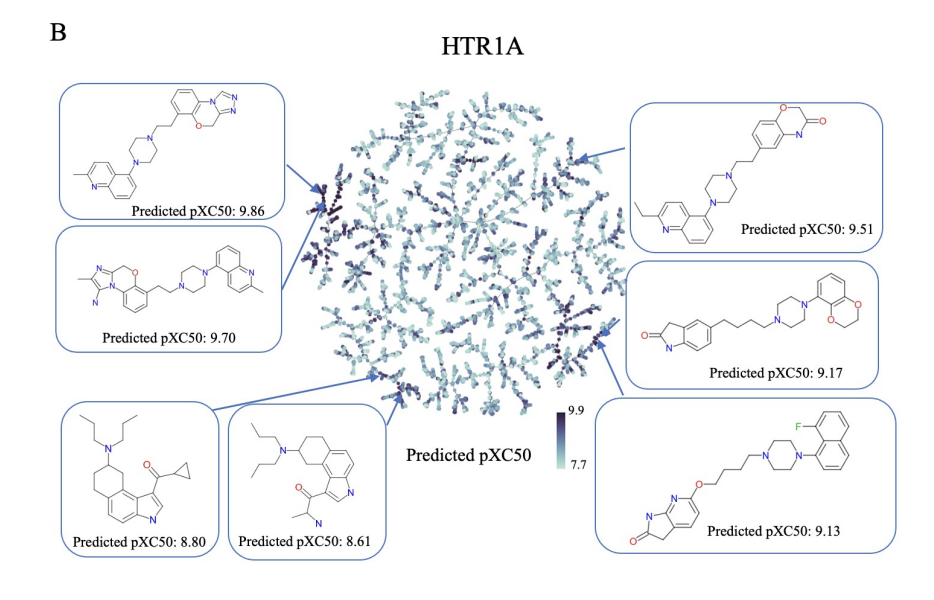 B
HTR1A
Predicted pXC50: 9.86
Predicted pXC50: 9.70
Predicted pXC50: 8.80
Predicted pXC50: 8.61
Predicted pXC50
9.9
7.7
Predicted pXC50: 9.51
Predicted pXC50: 9.17
Predicted pXC50: 9.13
N
N
N
O
N
N
N
N
N
O
N
N
N
N
N
O
N
N
O
N
N
O
N
N
O
N
N
N
O
N
N
N
O
O
F
N
N
O
N
N
O